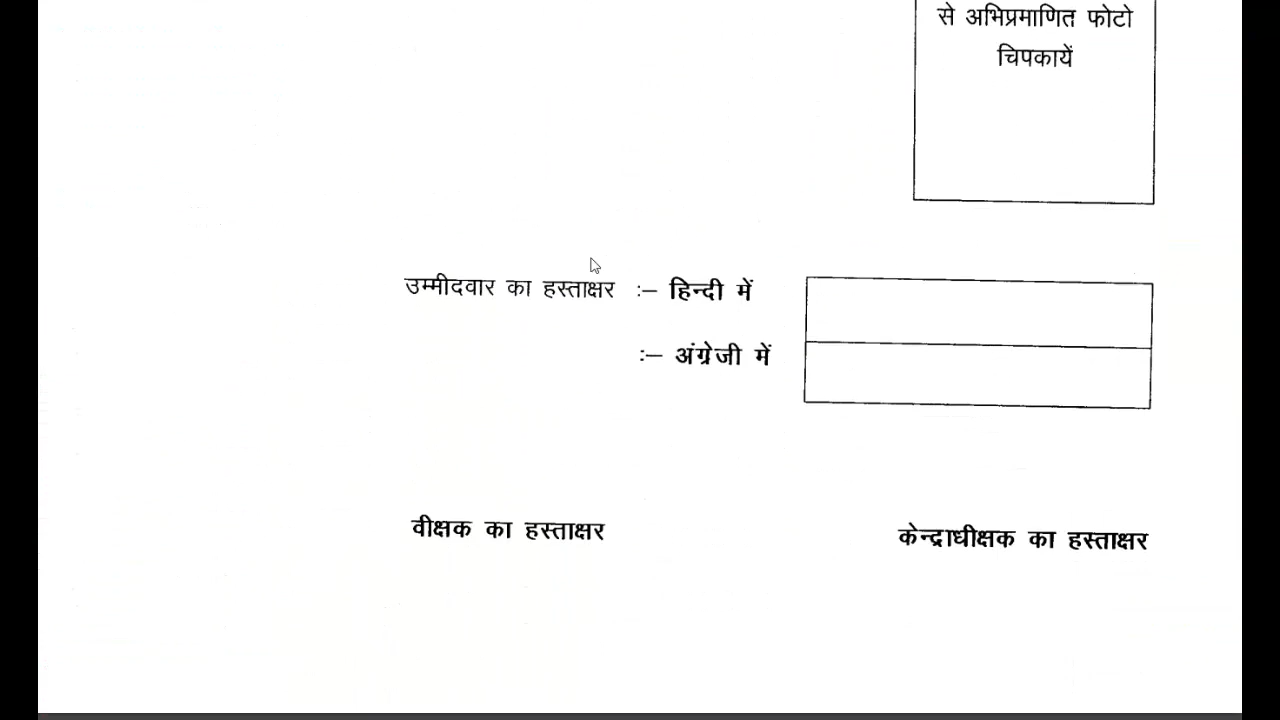 से अभिप्रमाणित फोटो
चिपकायें
उम्मीदवार का हस्ताक्षर :– हिन्दी में
:– अंग्रेजी में
वीक्षक का हस्ताक्षर केन्द्राधीक्षक का हस्ताक्षर